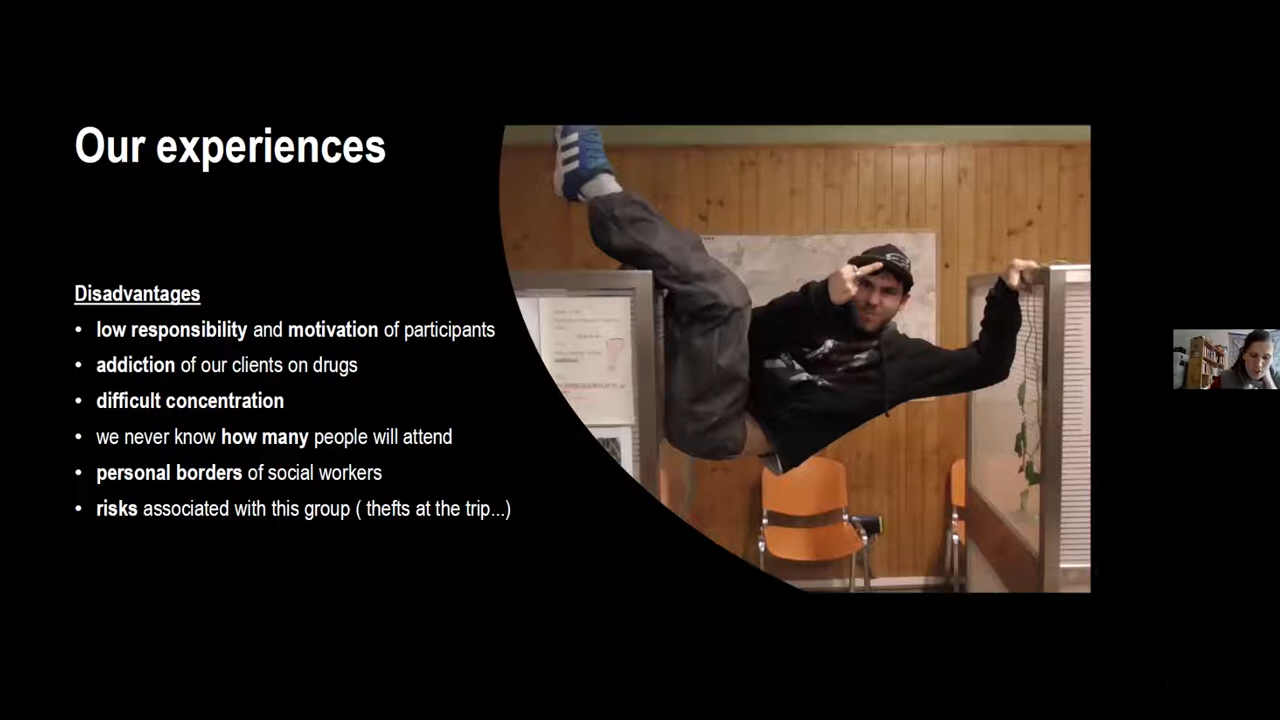 Our experiences
Disadvantages
• low responsibility and motivation of participants
• addiction of our clients on drugs
• difficult concentration
• we never know how many people will attend
• personal borders of social workers
• risks associated with this group ( thefts at the trip...)